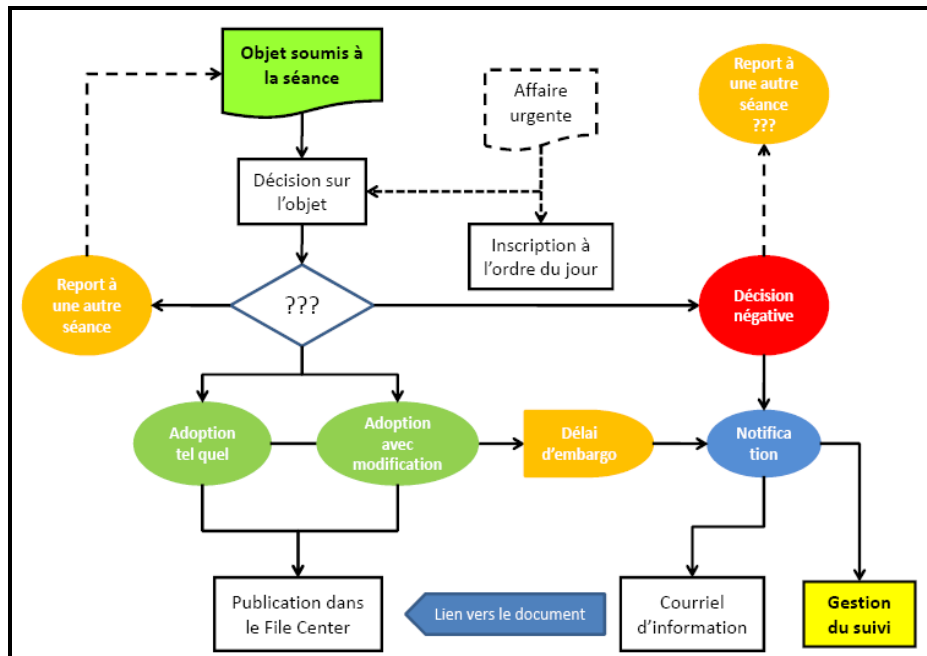 Objet soumis à
la séance
Report à
une autre
séance
???
Affaire
urgente
Décision sur
l'objet
Inscription à
l'ordre du jour
Report à
une autre
séance
???
Décision
négative
Adoption
tel quel
Adoption
avec
modification
Délai
d'embargo
Notifica
tion
Publication dans
le File Center
Lien vers le document
Courriel
d'information
Gestion
du suivi